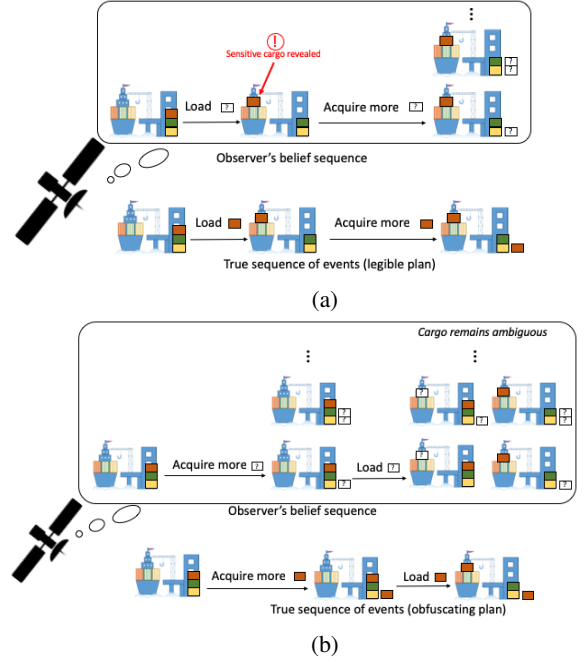 ⋮
!
Sensitive cargo revealed
?
?
Load ?
Acquire more ?
?
Observer's belief sequence
Load
Acquire more
True sequence of events (legible plan)
(a)
Cargo remains ambiguous
⋮
⋮
?
?
?
?
?
?
?
Acquire more ?
?
Load ?
?
?
Observer's belief sequence
Acquire more
Load
True sequence of events (obfuscating plan)
(b)